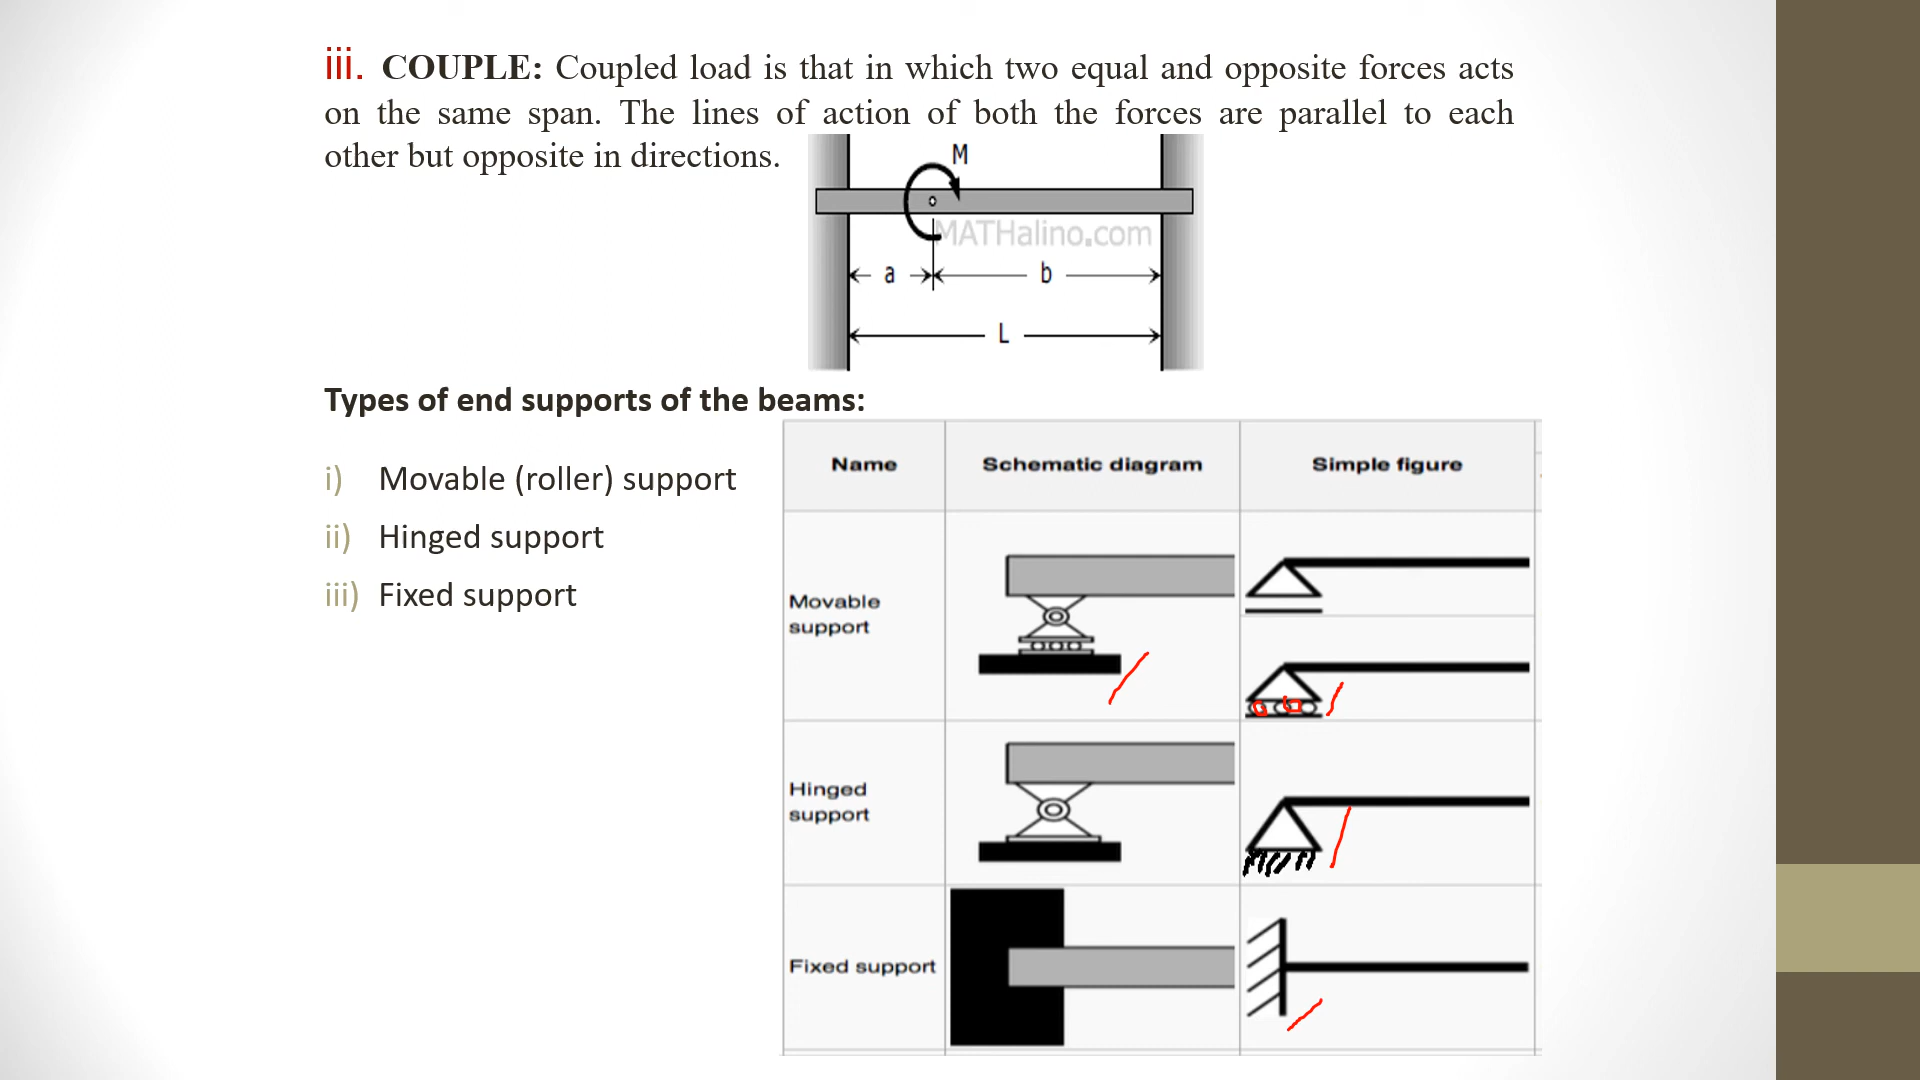 iii. COUPLE: Coupled load is that in which two equal and opposite forces acts
on the same span. The lines of action of both the forces are parallel to each
other but opposite in directions.
M
MATHalino.com
a
b
L
Types of end supports of the beams:
i) Movable (roller) support
ii) Hinged support
iii) Fixed support
Name Schematic diagram Simple figure
Movable
support
Hinged
support
Fixed support